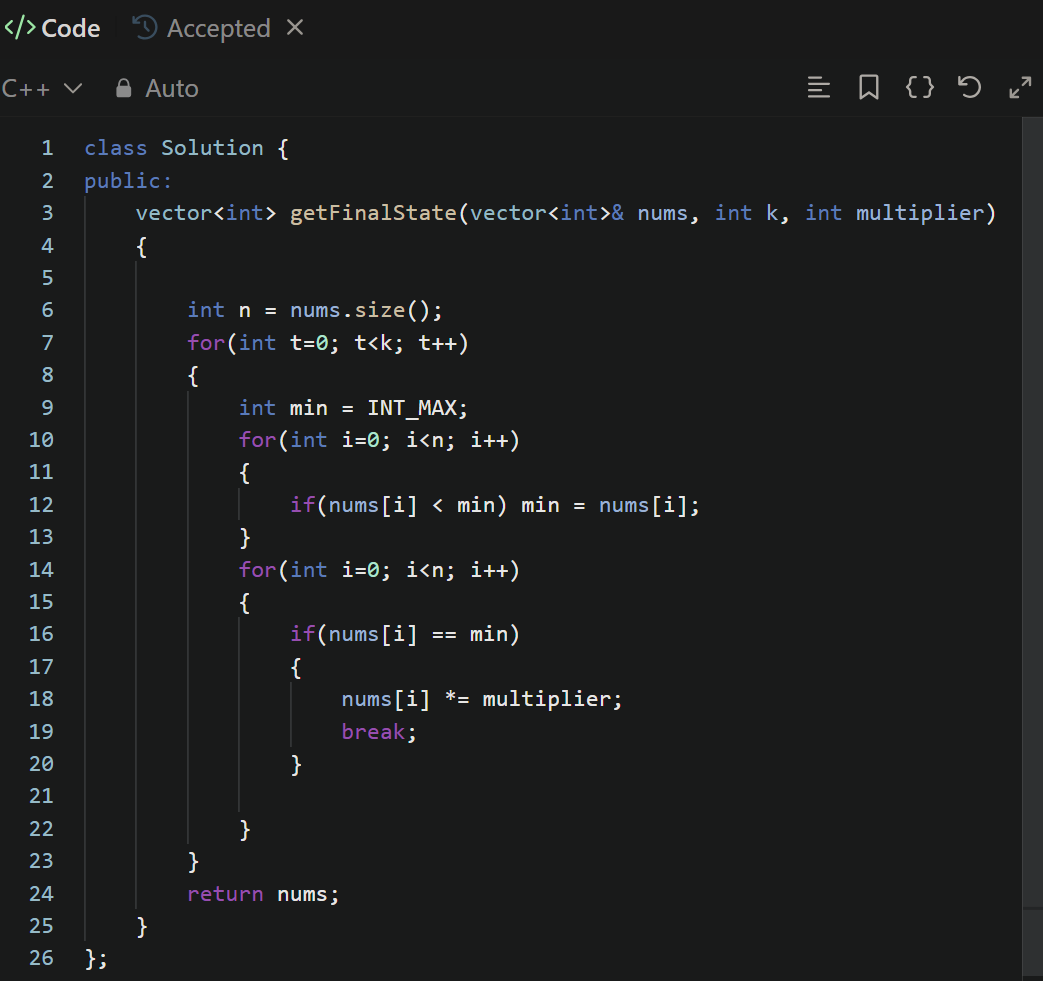 </> Code Accepted ×
C++ Auto
1 class Solution {
2 public:
3     vector<int> getFinalState(vector<int>& nums, int k, int multiplier)
4     {
5
6         int n = nums.size();
7         for(int t=0; t<k; t++)
8         {
9             int min = INT_MAX;
10             for(int i=0; i<n; i++)
11             {
12                 if(nums[i] < min) min = nums[i];
13             }
14             for(int i=0; i<n; i++)
15             {
16                 if(nums[i] == min)
17                 {
18                     nums[i] *= multiplier;
19                     break;
20                 }
21
22             }
23         }
24         return nums;
25     }
26 };